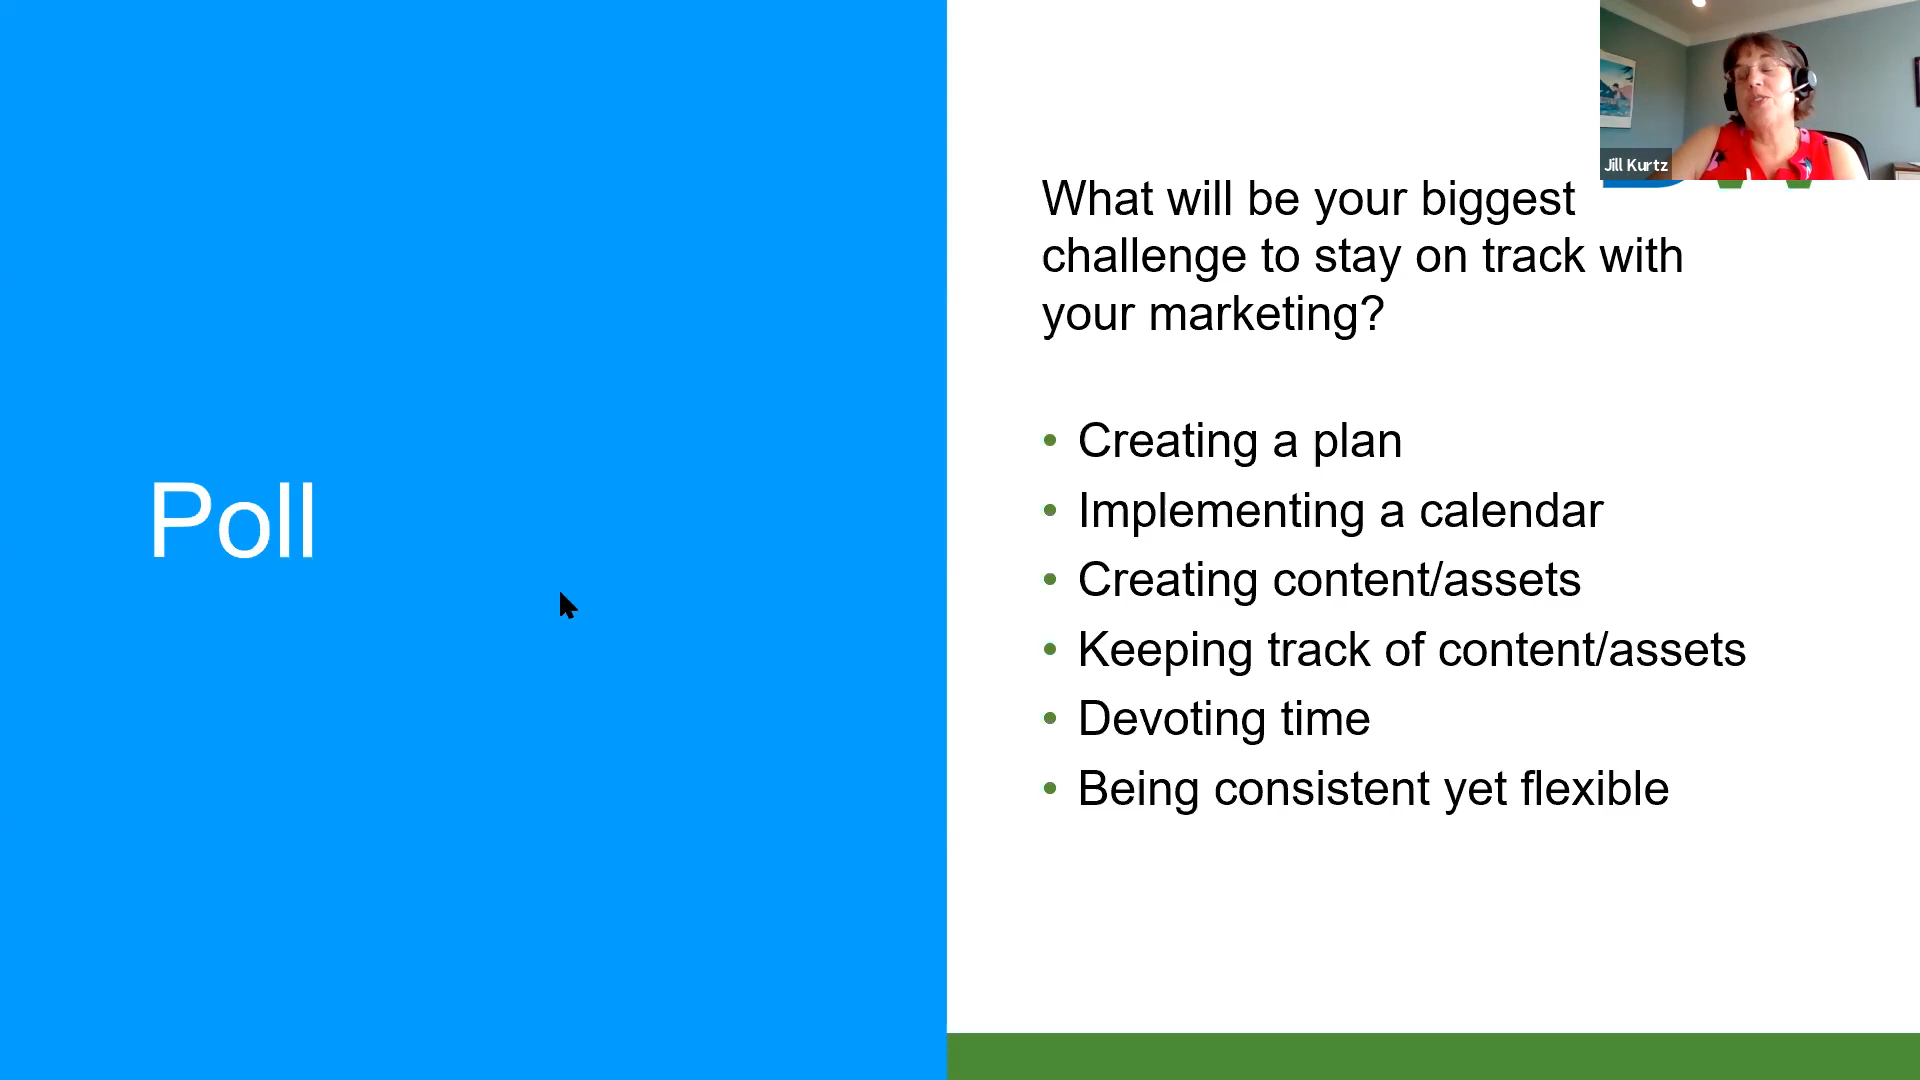 Jill Kurtz
What will be your biggest
challenge to stay on track with
your marketing?
• Creating a plan
• Implementing a calendar
• Creating content/assets
• Keeping track of content/assets
• Devoting time
• Being consistent yet flexible
Poll